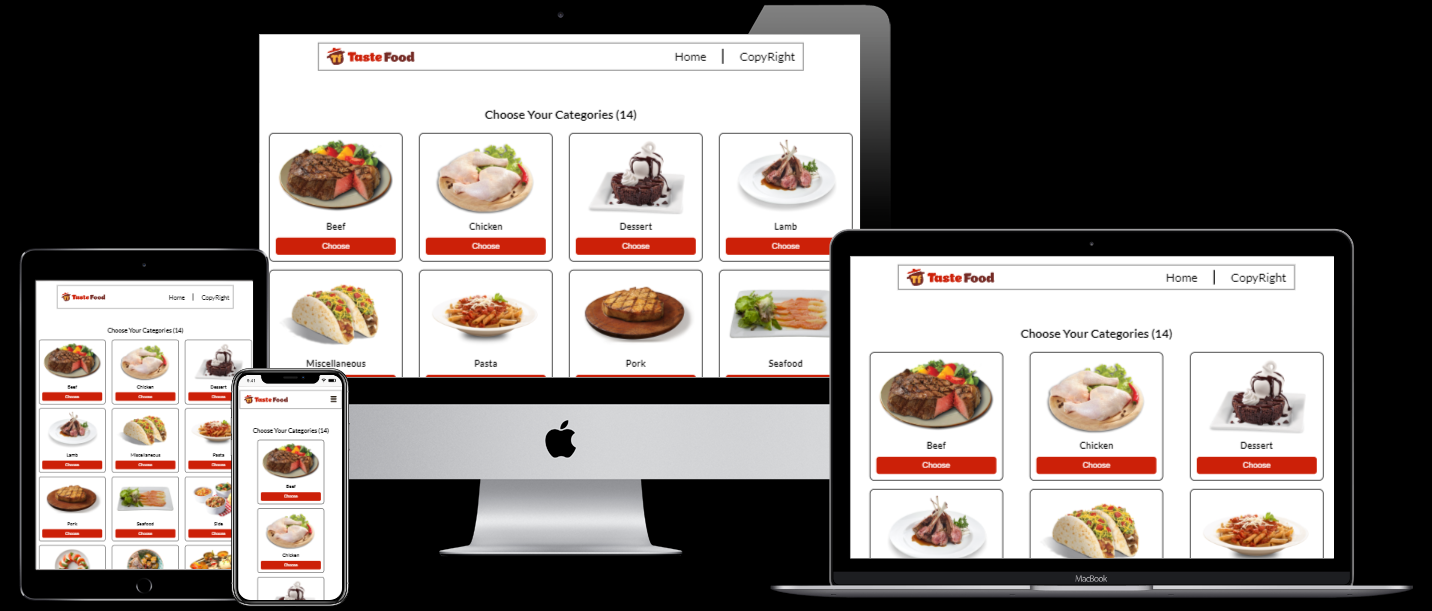 Taste Food
Home | CopyRight
Choose Your Categories (14)
Beef Chicken Dessert Lamb
Choose Choose Choose Choose
Miscellaneous Pasta Pork Seafood
Taste Food
Home | CopyRight
Choose Your Categories (14)
Beef Chicken Dessert
Choose Choose Choose
Lamb Miscellaneous Pasta
Choose Choose Choose
Pork Seafood Side
Choose Choose Choose
9:41
Taste Food
Choose Your Categories (14)
Beef
Choose
Chicken
Choose
Taste Food
Home | CopyRight
Choose Your Categories (14)
Beef Chicken Dessert
Choose Choose Choose
MacBook